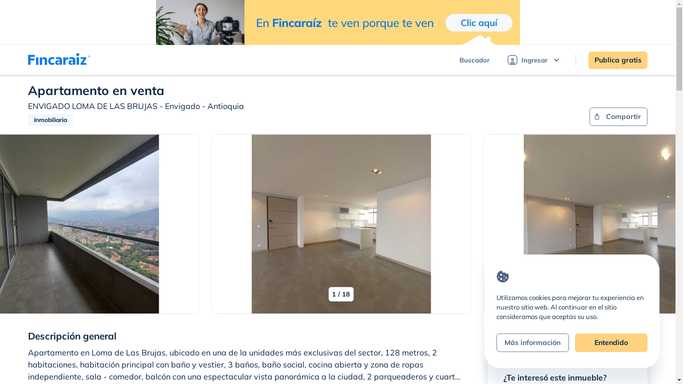 En Fincaraíz te ven porque te ven
Clic aquí
Fincaraiz
Buscador
Ingresar
Publica gratis
Apartamento en venta
ENVIGADO LOMA DE LAS BRUJAS - Envigado - Antioquia
Inmobiliaria
Compartir
1 / 18
Utilizamos cookies para mejorar tu experiencia en
nuestro sitio web. Al continuar en el sitio
consideramos que aceptas su uso.
Más información
Entendido
Descripción general
Apartamento en Loma de Las Brujas, ubicado en una de la unidades más exclusivas del sector, 128 metros, 2
habitaciones, habitación principal con baño y vestier, 3 baños, baño social, cocina abierta y zona de ropas
independiente, sala - comedor, balcón con una espectacular vista panorámica a la ciudad, 2 parqueaderos y cuart...
¿Te interesó este inmueble?